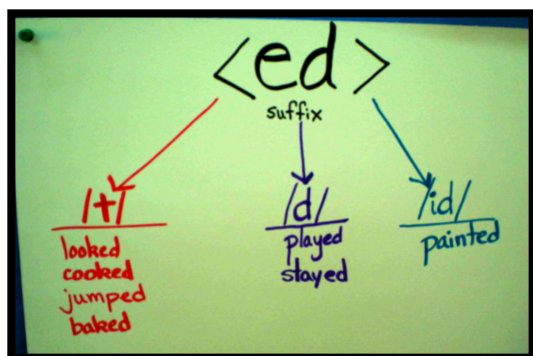 <ed>
suffix
/t/
looked
cooked
jumped
baked
/d/
played
stayed
/id/
painted